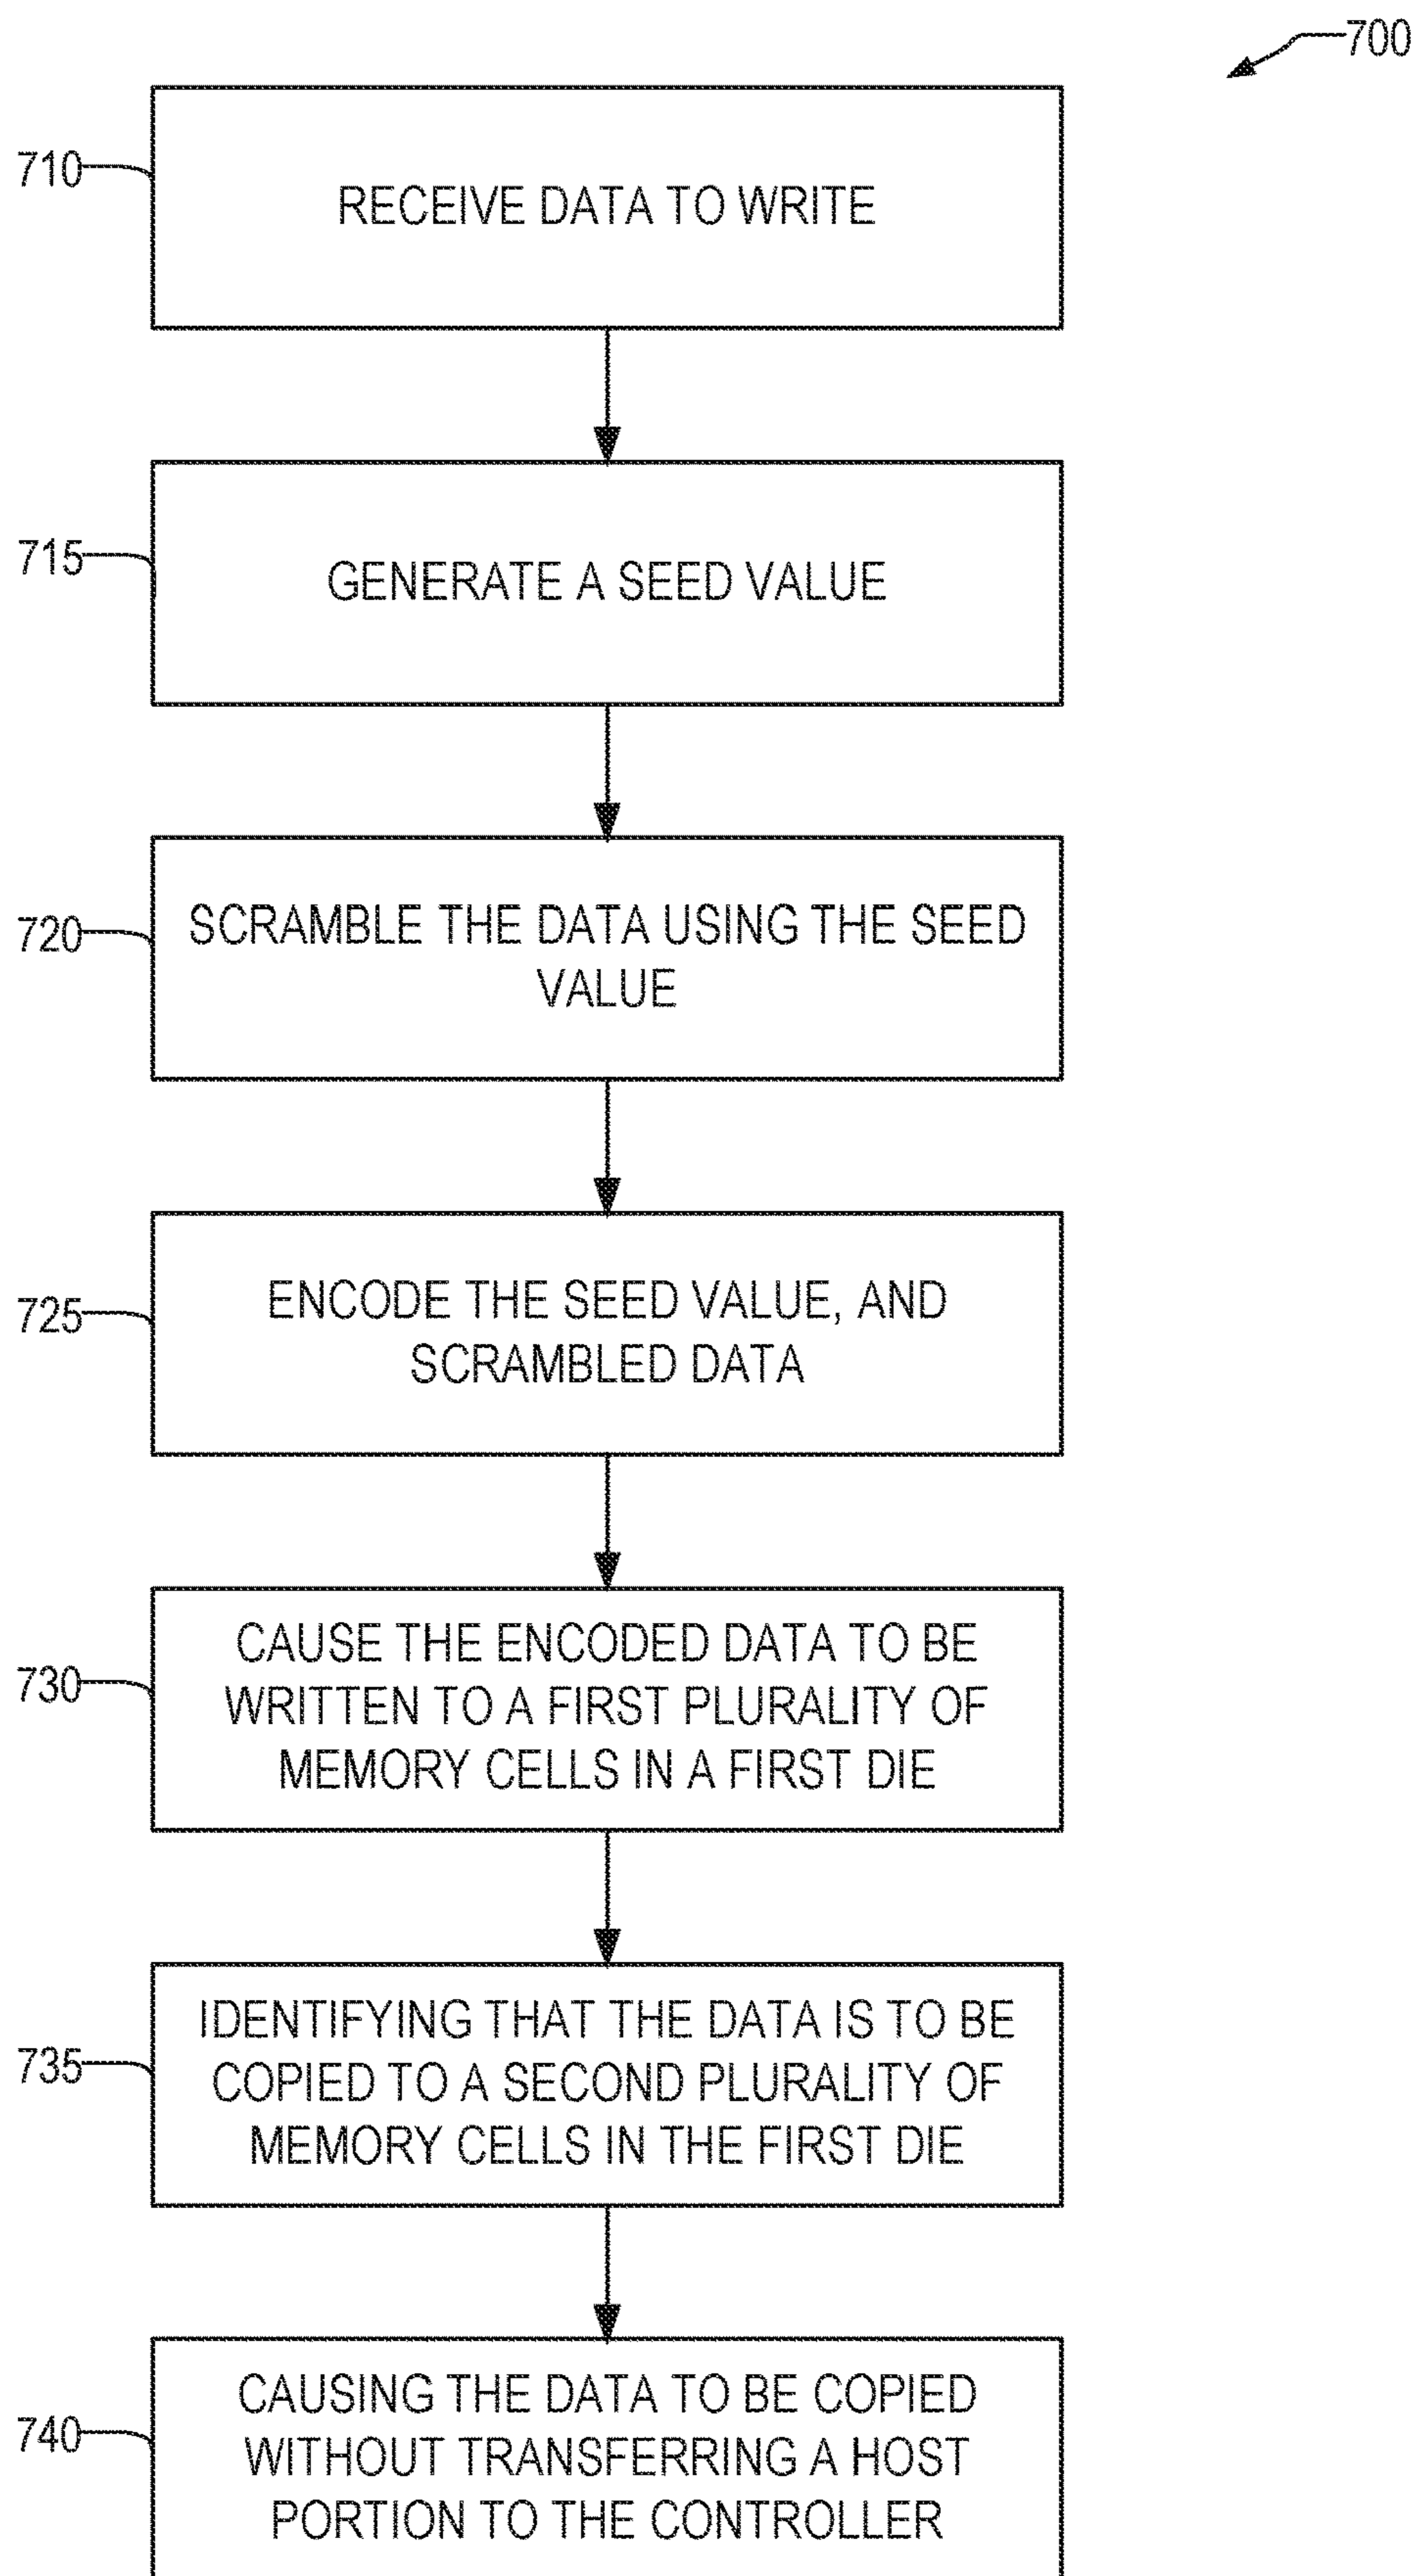 700
710
RECEIVE DATA TO WRITE
715
GENERATE A SEED VALUE
720
SCRAMBLE THE DATA USING THE SEED
VALUE
725
ENCODE THE SEED VALUE, AND
SCRAMBLED DATA
730
CAUSE THE ENCODED DATA TO BE
WRITTEN TO A FIRST PLURALITY OF
MEMORY CELLS IN A FIRST DIE
735
IDENTIFYING THAT THE DATA IS TO BE
COPIED TO A SECOND PLURALITY OF
MEMORY CELLS IN THE FIRST DIE
740
CAUSING THE DATA TO BE COPIED
WITHOUT TRANSFERRING A HOST
PORTION TO THE CONTROLLER